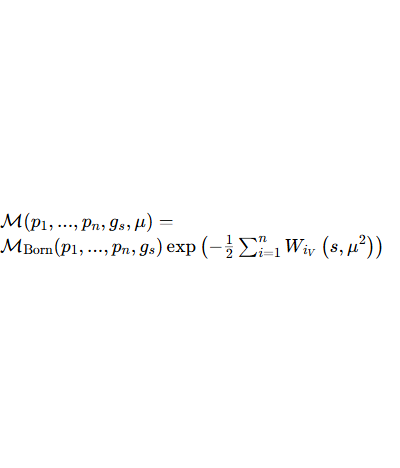 ℳ(p₁, ..., pₙ, gₛ, μ) =
ℳ_Born(p₁, ..., pₙ, gₛ) exp (−½ ∑ⁿᵢ₌₁ W_{i_V} (s, μ²))